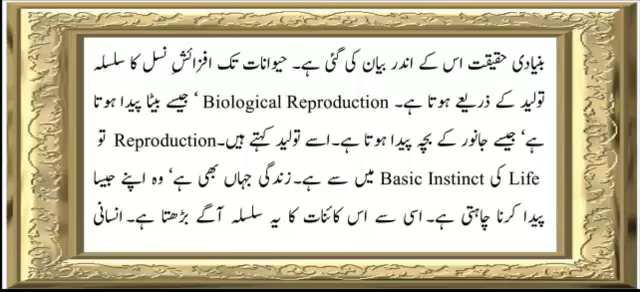 بنیادی حقیقت اس کے اندر بیان کی گئی ہے۔ حیوانات تک افزائشِ نسل کا سلسلہ
تولید کے ذریعے ہوتا ہے۔ Biological Reproduction ‘ جیسے بیٹا پیدا ہوتا
ہے‘ جیسے جانور کے بچہ پیدا ہوتا ہے۔ اسے تولید کہتے ہیں۔ Reproduction تو
Life کی Basic Instinct میں سے ہے۔ زندگی جہاں بھی ہے‘ وہ اپنے جیسا
پیدا کرنا چاہتی ہے۔ اسی سے اس کائنات کا یہ سلسلہ آگے بڑھتا ہے۔ انسانی